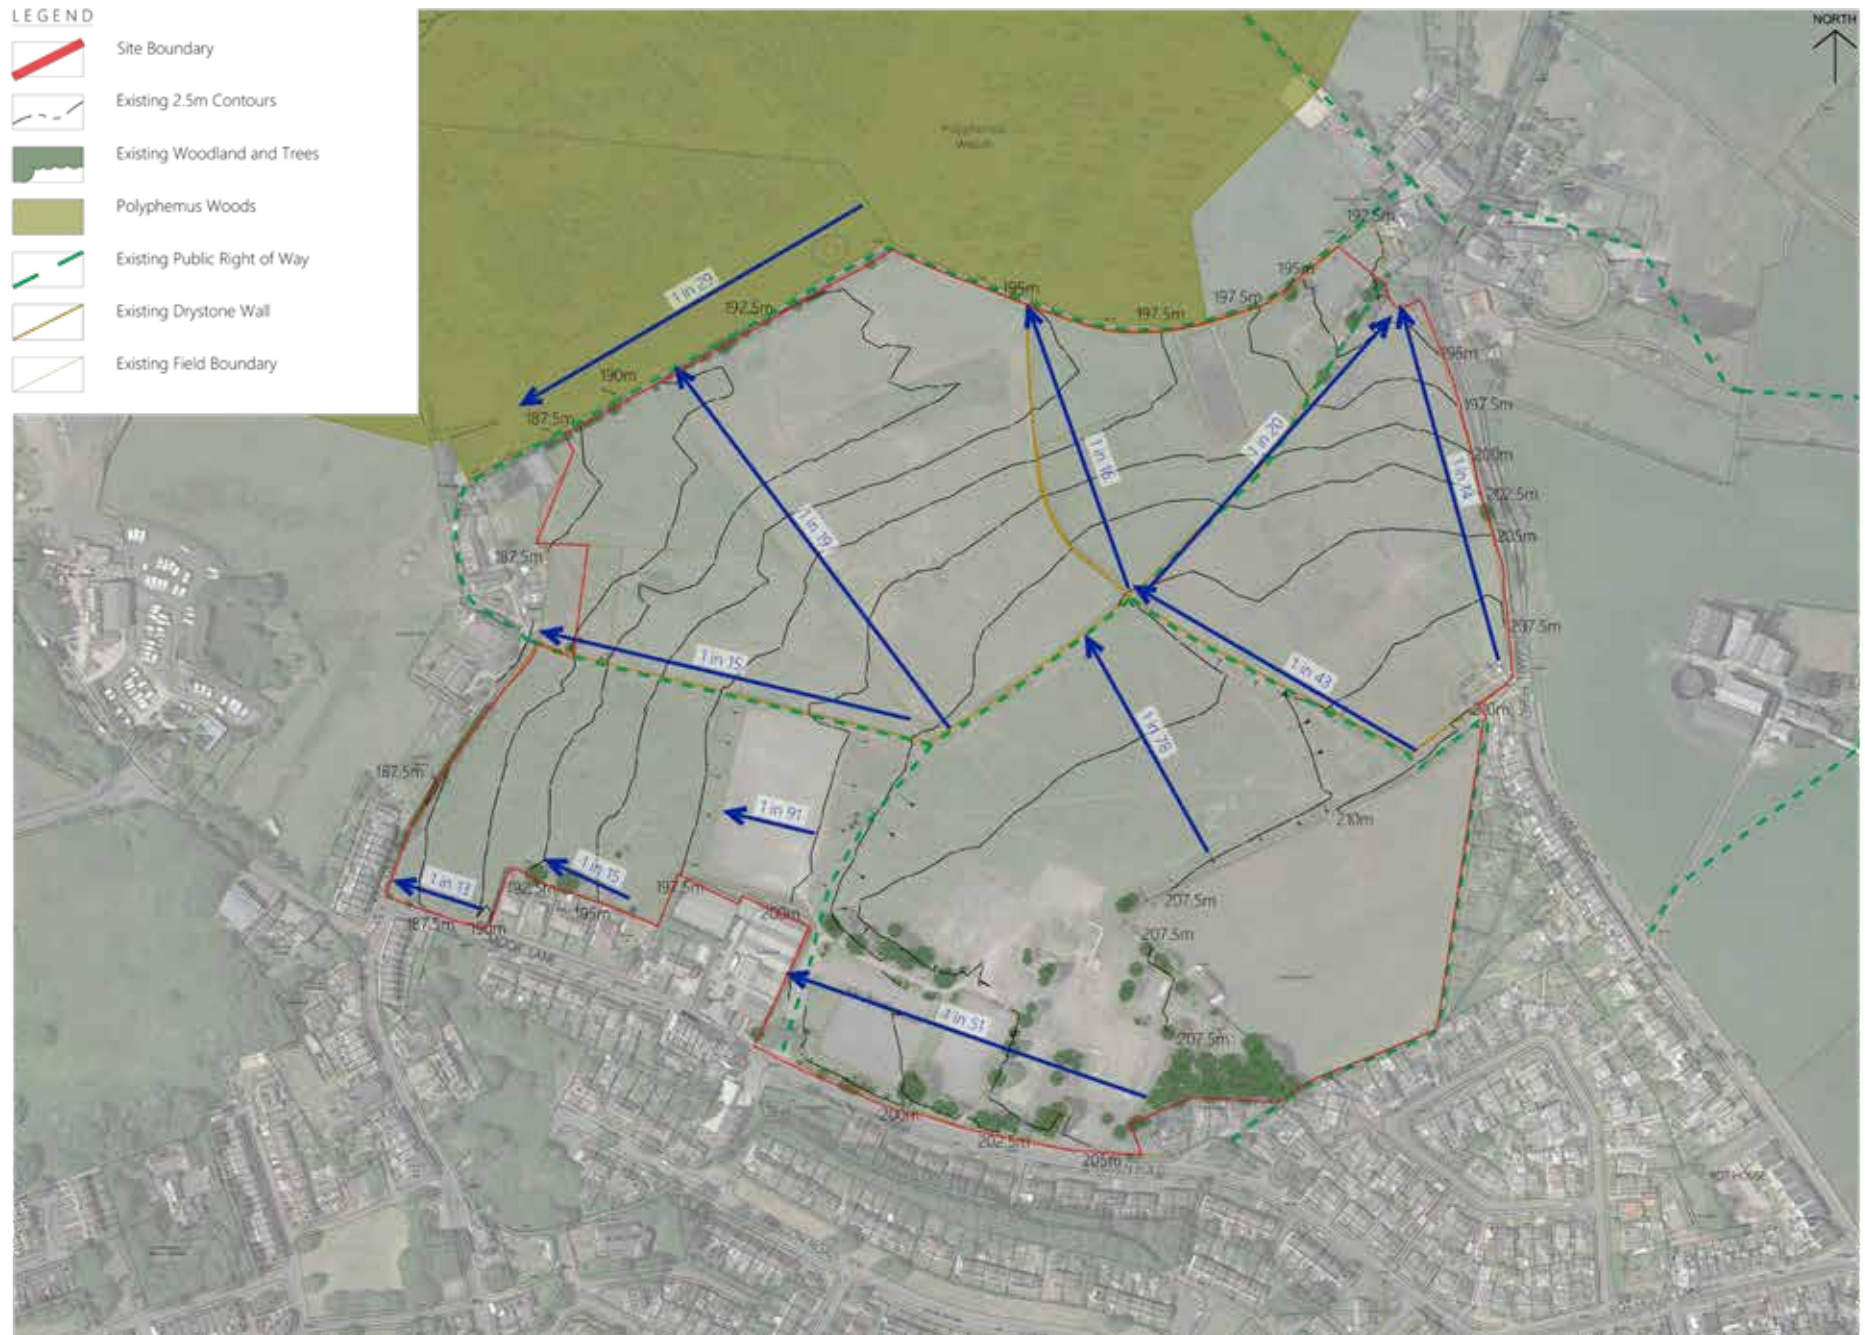 LEGEND
Site Boundary
Existing 2.5m Contours
Existing Woodland and Trees
Polyphemus Woods
Existing Public Right of Way
Existing Drystone Wall
Existing Field Boundary
NORTH
Polyphemus
Woods
192.5m
1 in 29
192.5m
195m
195m
197.5m
197.5m
190m
195m
187.5m
197.5m
1 in 20
1 in 16
1 in 14
200m
202.5m
1 in 19
205m
187.5m
207.5m
1 in 15
1 in 43
210m
1 in 78
187.5m
1 in 91
210m
1 in 15
1 in 13
192.5m
197.5m
207.5m
195m
200m
187.5m
190m
LANE
207.5m
1 in 51
207.5m
200m
202.5m
205m